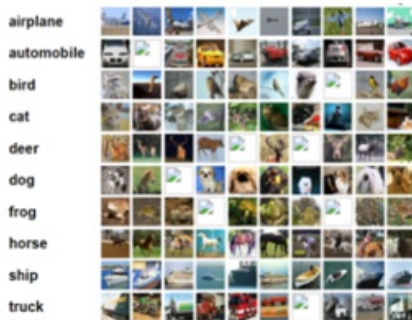 airplane
automobile
bird
cat
deer
dog
frog
horse
ship
truck